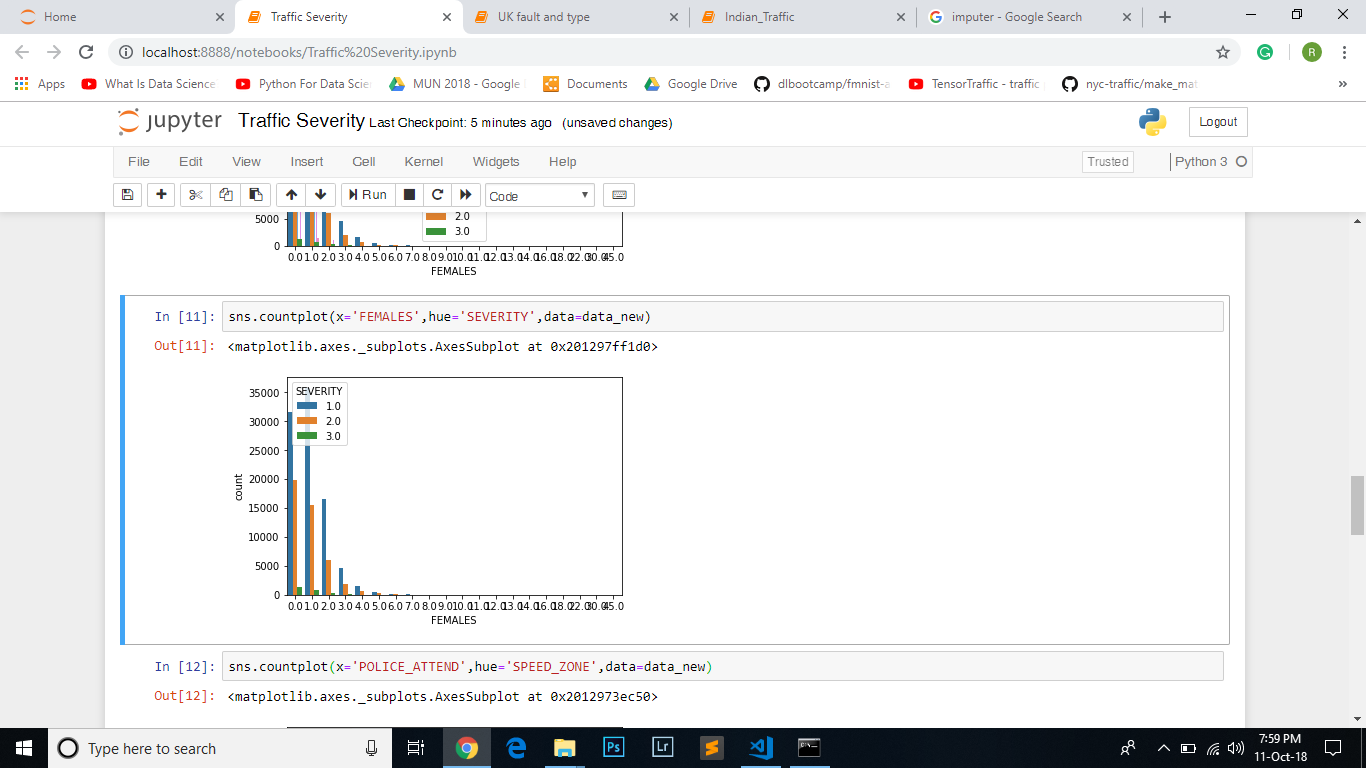 Home
Traffic Severity
UK fault and type
Indian_Traffic
imputer - Google Search
localhost:8888/notebooks/Traffic%20Severity.ipynb
R
Apps
What Is Data Science
Python For Data Scie
MUN 2018 - Google
Documents
Google Drive
dlbootcamp/fmnist-a
TensorTraffic - traffic
nyc-traffic/make_mat
»
jupyter Traffic Severity Last Checkpoint: 5 minutes ago (unsaved changes)
Logout
File Edit View Insert Cell Kernel Widgets Help
Trusted
Python 3
Run
Code
5000
0
2.0
3.0
0.0 1.0 2.0 3.0 4.0 5.0 6.0 7.0 8.0 9.0 10.0 11.0 12.0 13.0 14.0 16.0 18.0 22.0 30.0 45.0
FEMALES
In [11]: sns.countplot(x='FEMALES',hue='SEVERITY',data=data_new)
Out[11]: <matplotlib.axes._subplots.AxesSubplot at 0x201297ff1d0>
SEVERITY
1.0
2.0
3.0
35000
30000
25000
20000
15000
10000
5000
0
count
0.0 1.0 2.0 3.0 4.0 5.0 6.0 7.0 8.0 9.0 10.0 11.0 12.0 13.0 14.0 16.0 18.0 22.0 30.0 45.0
FEMALES
In [12]: sns.countplot(x='POLICE_ATTEND',hue='SPEED_ZONE',data=data_new)
Out[12]: <matplotlib.axes._subplots.AxesSubplot at 0x2012973ec50>
Type here to search
Ps
Lr
7:59 PM
11-Oct-18